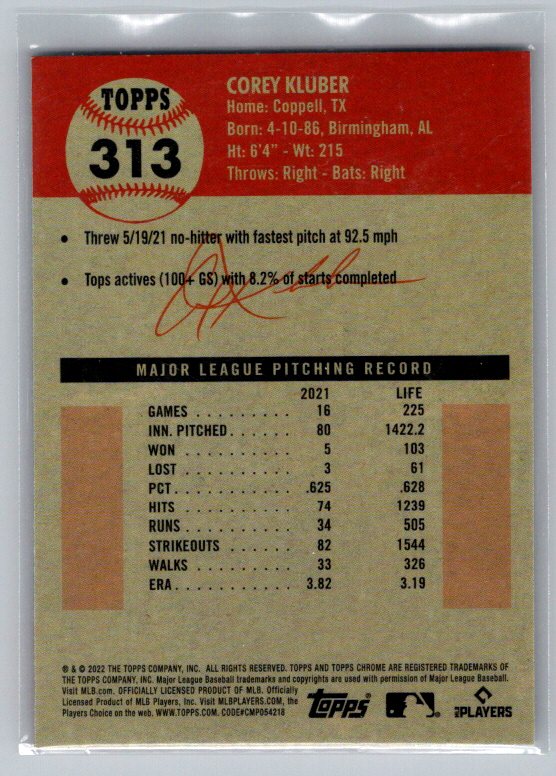 TOPPS
313
COREY KLUBER
Home: Coppell, TX
Born: 4-10-86, Birmingham, AL
Ht: 6'4" - Wt: 215
Throws: Right - Bats: Right
• Threw 5/19/21 no-hitter with fastest pitch at 92.5 mph
• Tops actives (100+ GS) with 8.2% of starts completed
MAJOR LEAGUE PITCHING RECORD
2021 LIFE
GAMES . . . . . . . . . . 16 225
INN. PITCHED . . . . . . 80 1422.2
WON . . . . . . . . . . . 5 103
LOST . . . . . . . . . . . 3 61
PCT . . . . . . . . . . . . .625 .628
HITS . . . . . . . . . . . 74 1239
RUNS . . . . . . . . . . . 34 505
STRIKEOUTS . . . . . . 82 1544
WALKS . . . . . . . . . . 33 326
ERA . . . . . . . . . . . . 3.82 3.19
® & © 2022 THE TOPPS COMPANY, INC. ALL RIGHTS RESERVED. TOPPS AND TOPPS CHROME ARE REGISTERED TRADEMARKS OF
THE TOPPS COMPANY, INC. Major League Baseball trademarks and copyrights are used with permission of Major League Baseball.
Visit MLB.com. OFFICIALLY LICENSED PRODUCT OF MLB. Officially
Licensed Product of MLB Players, Inc. Visit MLBPLAYERS.COM, the
Players Choice on the web. WWW.TOPPS.COM. CODE#CMP054218
Topps
MLB PLAYERS